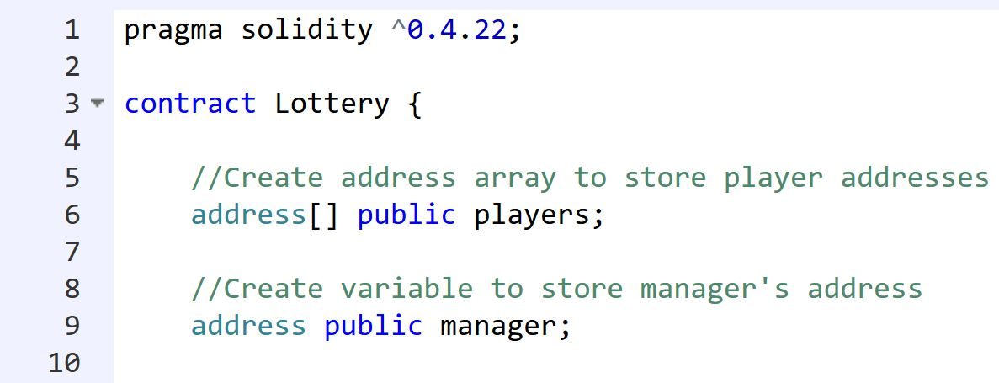 1 pragma solidity ^0.4.22;
2
3 contract Lottery {
4
5 //Create address array to store player addresses
6 address[] public players;
7
8 //Create variable to store manager's address
9 address public manager;
10